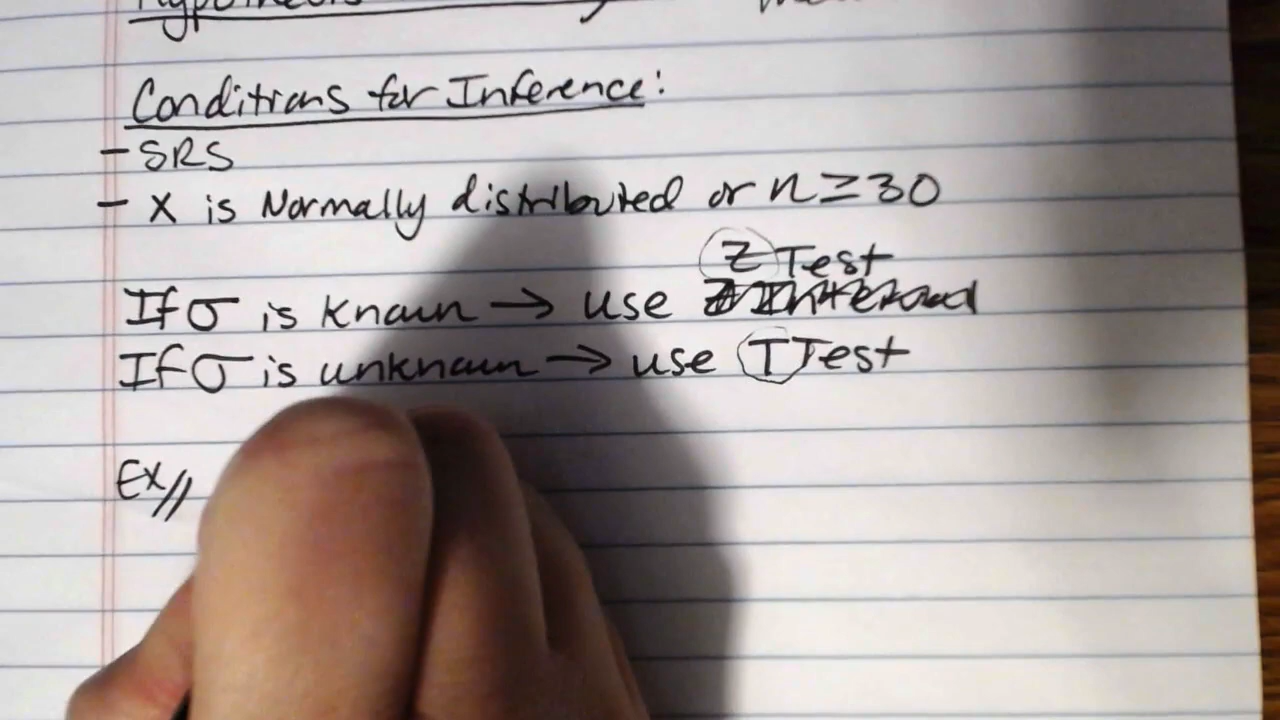 Conditions for Inference:
- SRS
- X is Normally distributed or n ≥ 30
Z Test
If σ is known → use
If σ is unknown → use T Test
Ex//